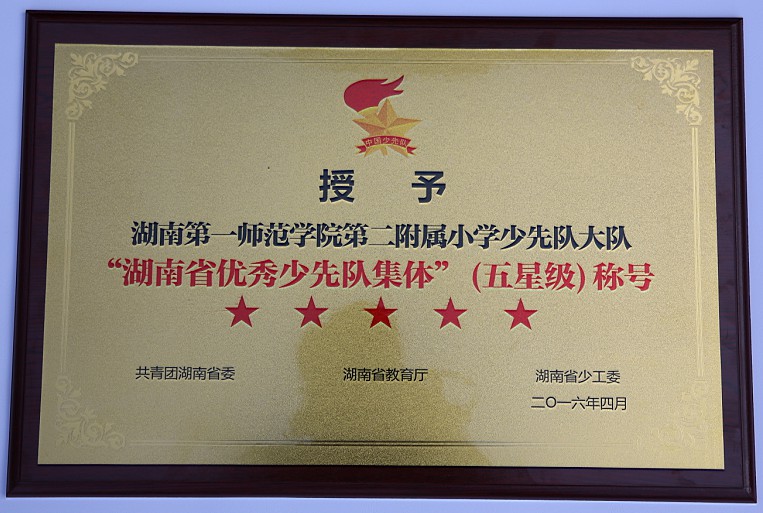 中国少先队
授 予
湖南第一师范学院第二附属小学少先队大队
“湖南省优秀少先队集体”（五星级）称号
共青团湖南省委 湖南省教育厅 湖南省少工委
二〇一六年四月